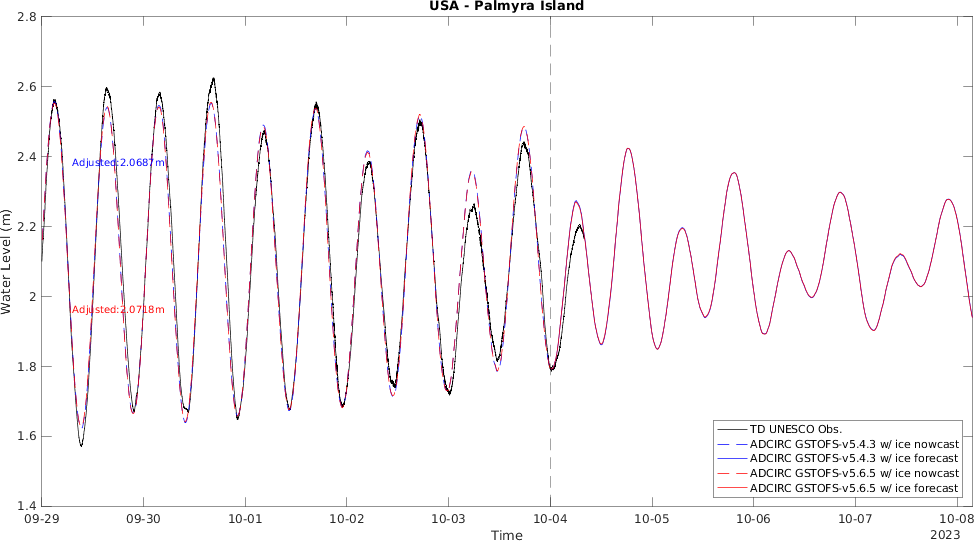 USA - Palmyra Island
2.8
2.6
2.4
2.2
2
1.8
1.6
1.4
Water Level (m)
Adjusted:2.0687m
Adjusted:2.0718m
TD UNESCO Obs.
ADCIRC GSTOFS-v5.4.3 w/ ice nowcast
ADCIRC GSTOFS-v5.4.3 w/ ice forecast
ADCIRC GSTOFS-v5.6.5 w/ ice nowcast
ADCIRC GSTOFS-v5.6.5 w/ ice forecast
09-29 09-30 10-01 10-02 10-03 10-04 10-05 10-06 10-07 10-08
2023
Time